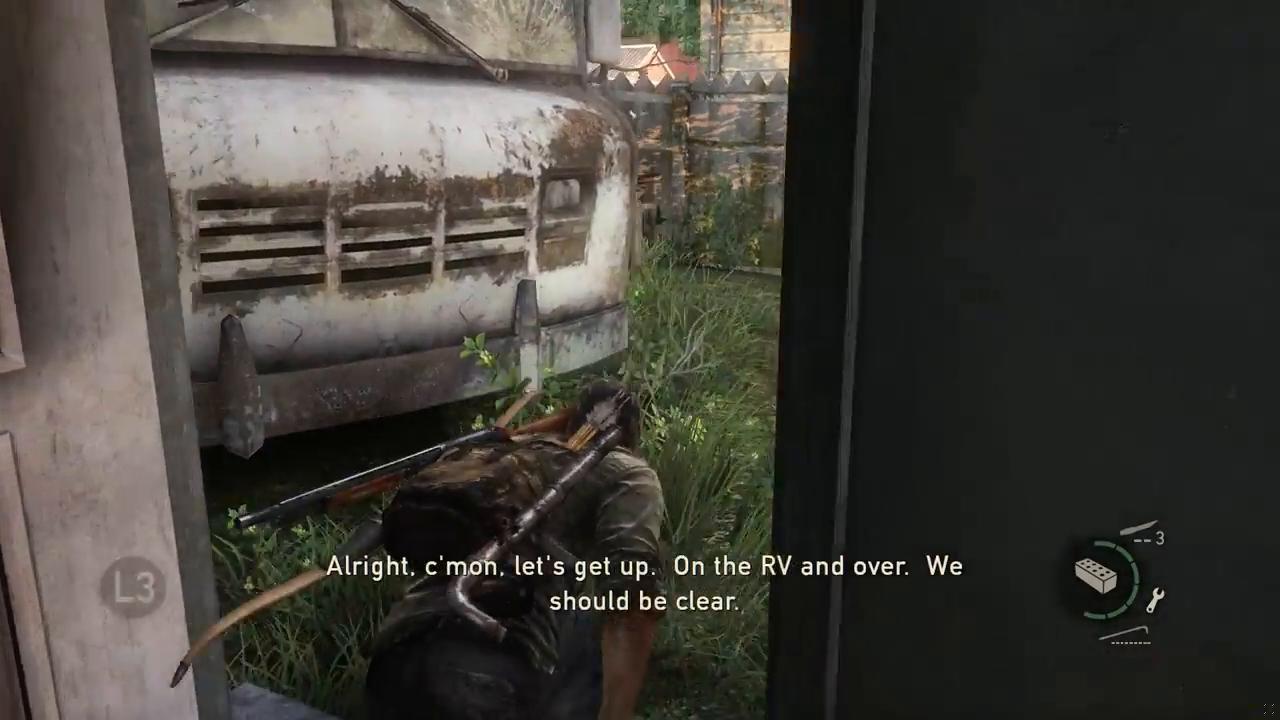 Alright, c'mon, let's get up. On the RV and over. We
should be clear.
L3
3